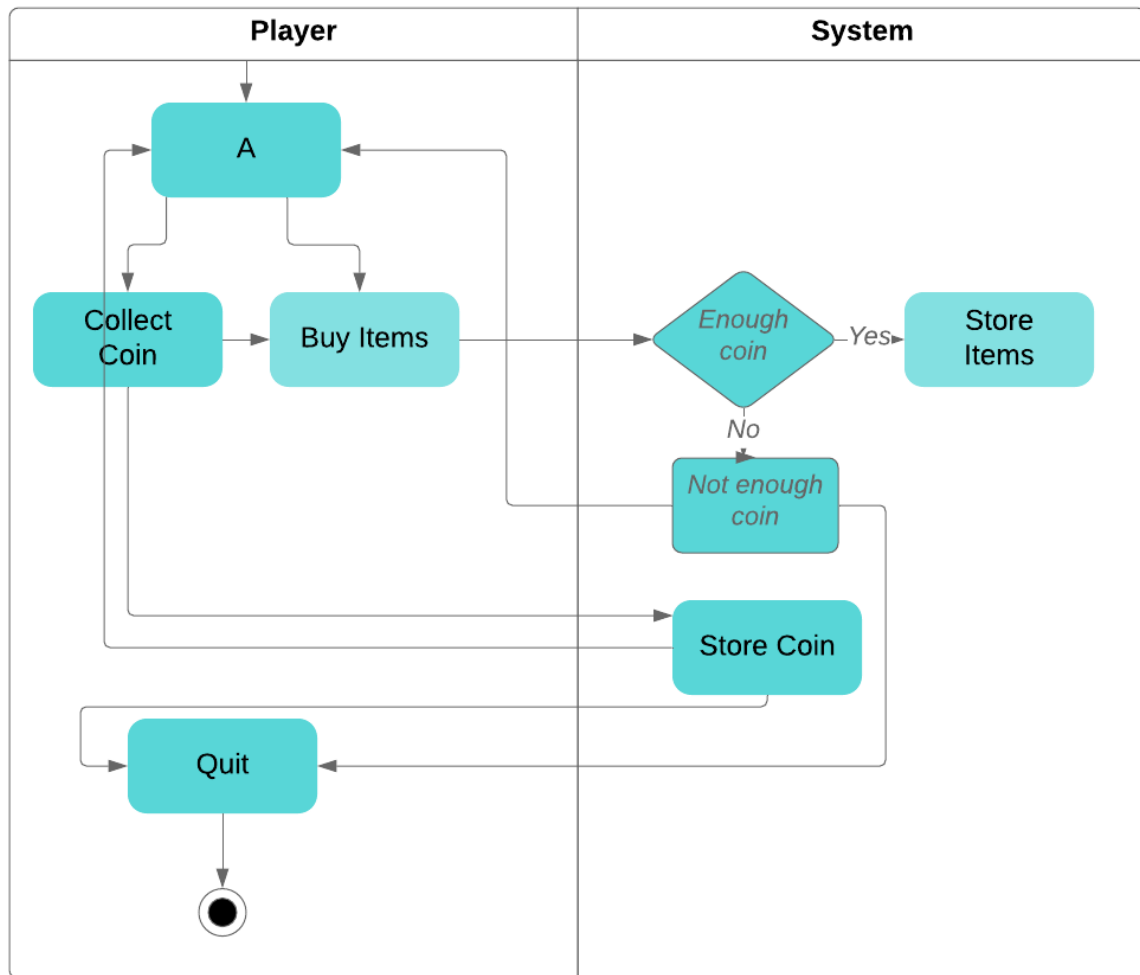 Player
System
A
Collect
Coin
Buy Items
Enough
coin
Yes
Store
Items
No
Not enough
coin
Store Coin
Quit